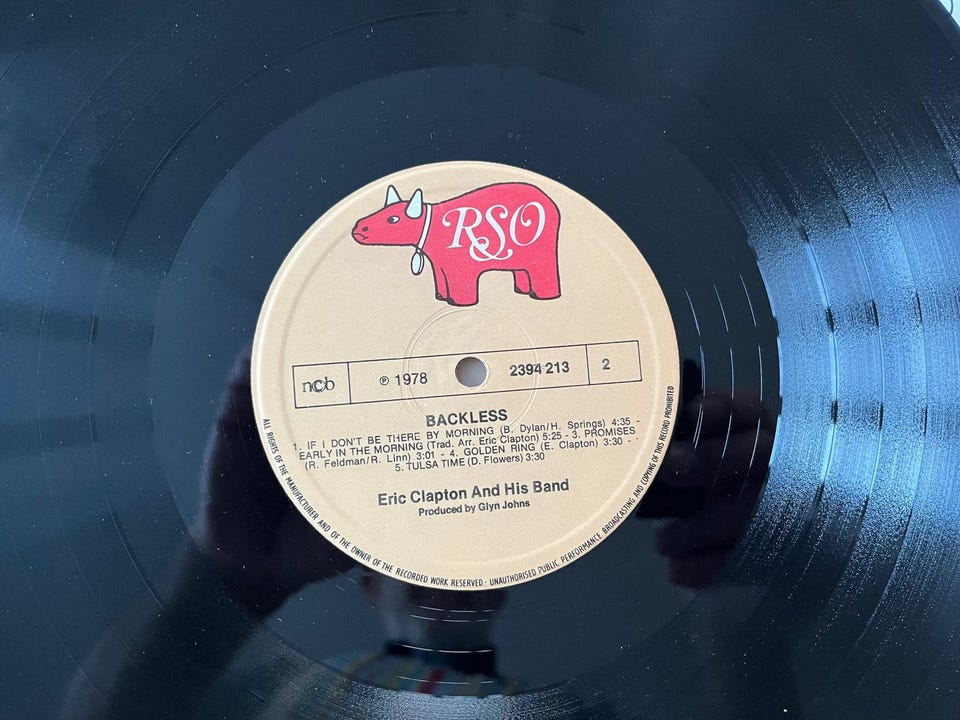 RSO
ncb ℗ 1978 2394 213 2
BACKLESS
1. IF I DON'T BE THERE BY MORNING (B. Dylan/H. Springs) 4:35 -
EARLY IN THE MORNING (Trad. Arr. Eric Clapton) 5:25 - 3. PROMISES
(R. Feldman/R. Linn) 3:01 - 4. GOLDEN RING (E. Clapton) 3:30 -
5. TULSA TIME (D. Flowers) 3:30
Eric Clapton And His Band
Produced by Glyn Johns
ALL RIGHTS OF THE MANUFACTURER AND OF THE OWNER OF THE RECORDED WORK RESERVED · UNAUTHORISED PUBLIC PERFORMANCE BROADCASTING AND COPYING OF THIS RECORD PROHIBITED